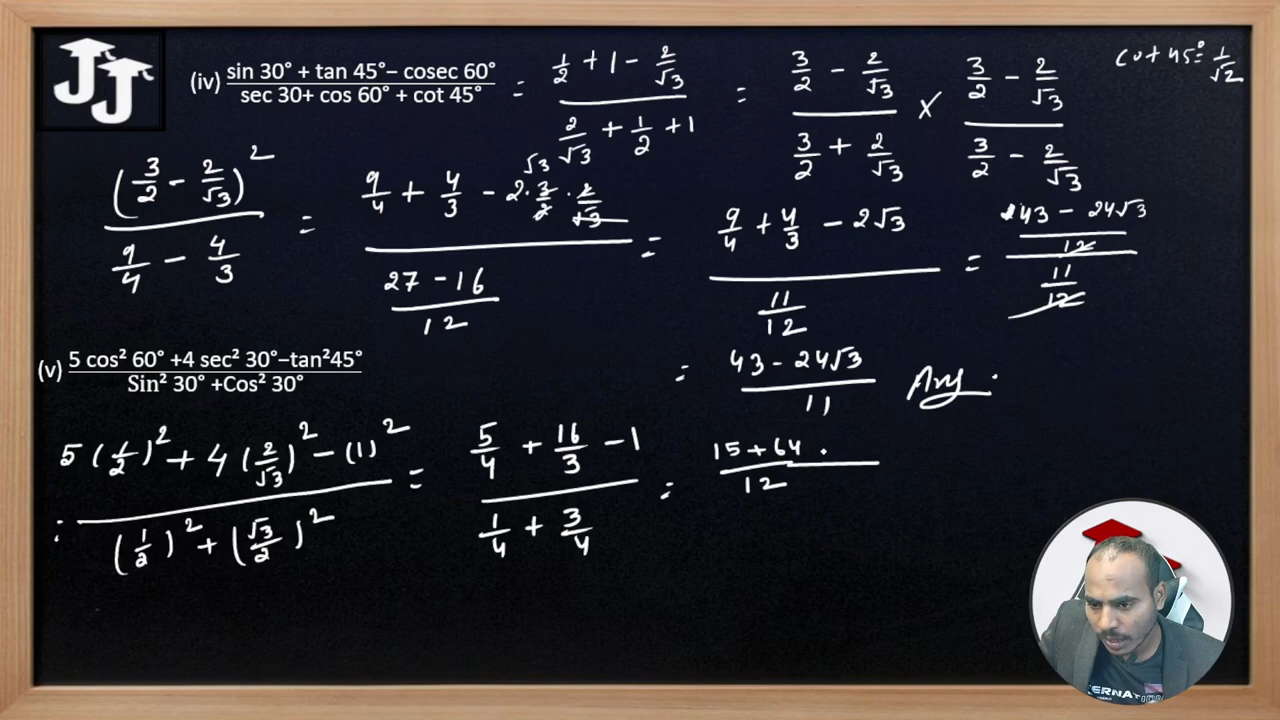 JJ
cot 45° = 1/√2
(iv) (sin 30° + tan 45°– cosec 60°)/(sec 30+ cos 60° + cot 45°) = (1/2 + 1 - 2/√3)/(2/√3 + 1/2 + 1) = (3/2 - 2/√3)/(3/2 + 2/√3) × (3/2 - 2/√3)/(3/2 - 2/√3)
(3/2 - 2/√3)²/(9/4 - 4/3) = (9/4 + 4/3 - 2 · 3/2 · 2/√3 √3)/((27 - 16)/12) = (9/4 + 4/3 - 2√3)/(11/12) = ((43 - 24√3)/12)/(11/12)
= (43 - 24√3)/11 Ans.
(v) (5 cos² 60° +4 sec² 30°–tan²45°)/(Sin² 30° +Cos² 30°)
: (5(1/2)² + 4(2/√3)² - (1)²)/((1/2)² + (√3/2)²) = (5/4 + 16/3 - 1)/(1/4 + 3/4) = (15 + 64 .)/12
ERNAT